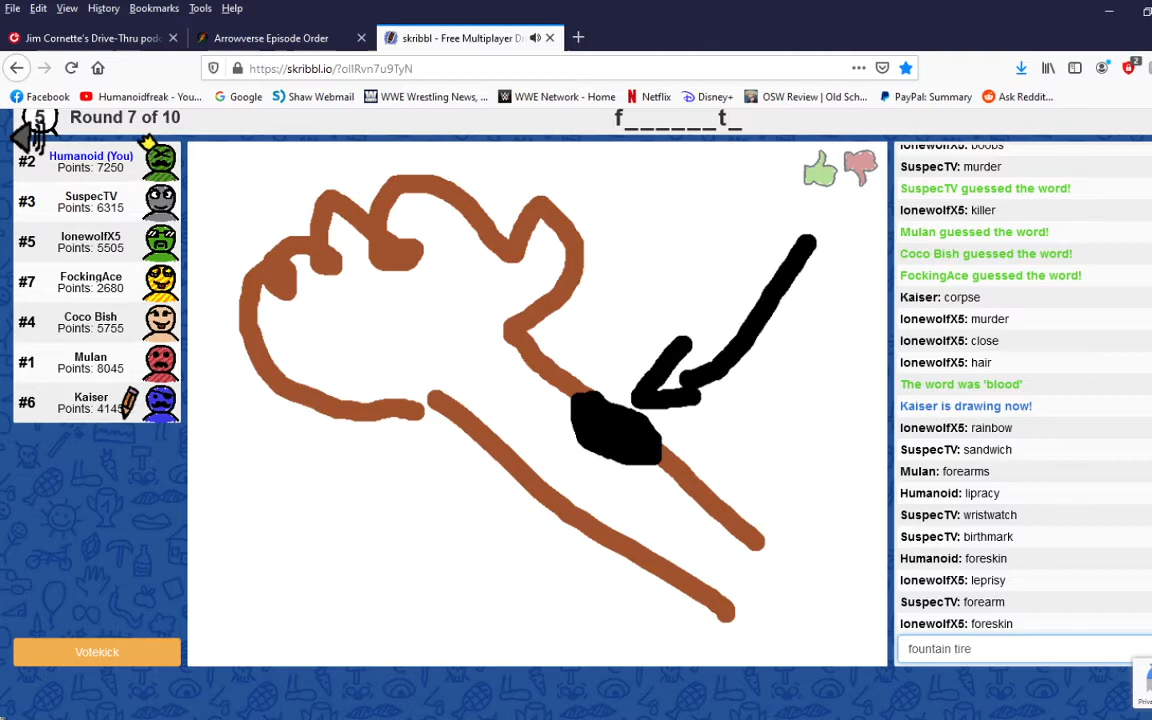 File Edit View History Bookmarks Tools Help
Jim Cornette's Drive-Thru pod Arrowverse Episode Order skribbl - Free Multiplayer Dr
https://skribbl.io/?olIRvn7u9TyN
Facebook Humanoidfreak - You... Google Shaw Webmail WWE Wrestling News, ... WWE Network - Home Netflix Disney+ OSW Review | Old Sch... PayPal: Summary Ask Reddit...
5 Round 7 of 10 f______t_
#2 Humanoid (You) Points: 7250
#3 SuspecTV Points: 6315
#5 lonewolfX5 Points: 5505
#7 FockingAce Points: 2680
#4 Coco Bish Points: 5755
#1 Mulan Points: 8045
#6 Kaiser Points: 4145
Votekick
lonewolfX5: boobs
SuspecTV: murder
SuspecTV guessed the word!
lonewolfX5: killer
Mulan guessed the word!
Coco Bish guessed the word!
FockingAce guessed the word!
Kaiser: corpse
lonewolfX5: murder
lonewolfX5: close
lonewolfX5: hair
The word was 'blood'
Kaiser is drawing now!
lonewolfX5: rainbow
SuspecTV: sandwich
Mulan: forearms
Humanoid: lipracy
SuspecTV: wristwatch
SuspecTV: birthmark
Humanoid: foreskin
lonewolfX5: leprisy
SuspecTV: forearm
lonewolfX5: foreskin
fountain tire